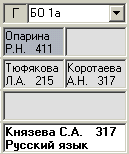 Г БО 1а
Опарина
Р.Н. 411
Тюфякова Коротаева
Л.А. 215 А.Н. 317
Князева С.А. 317
Русский язык